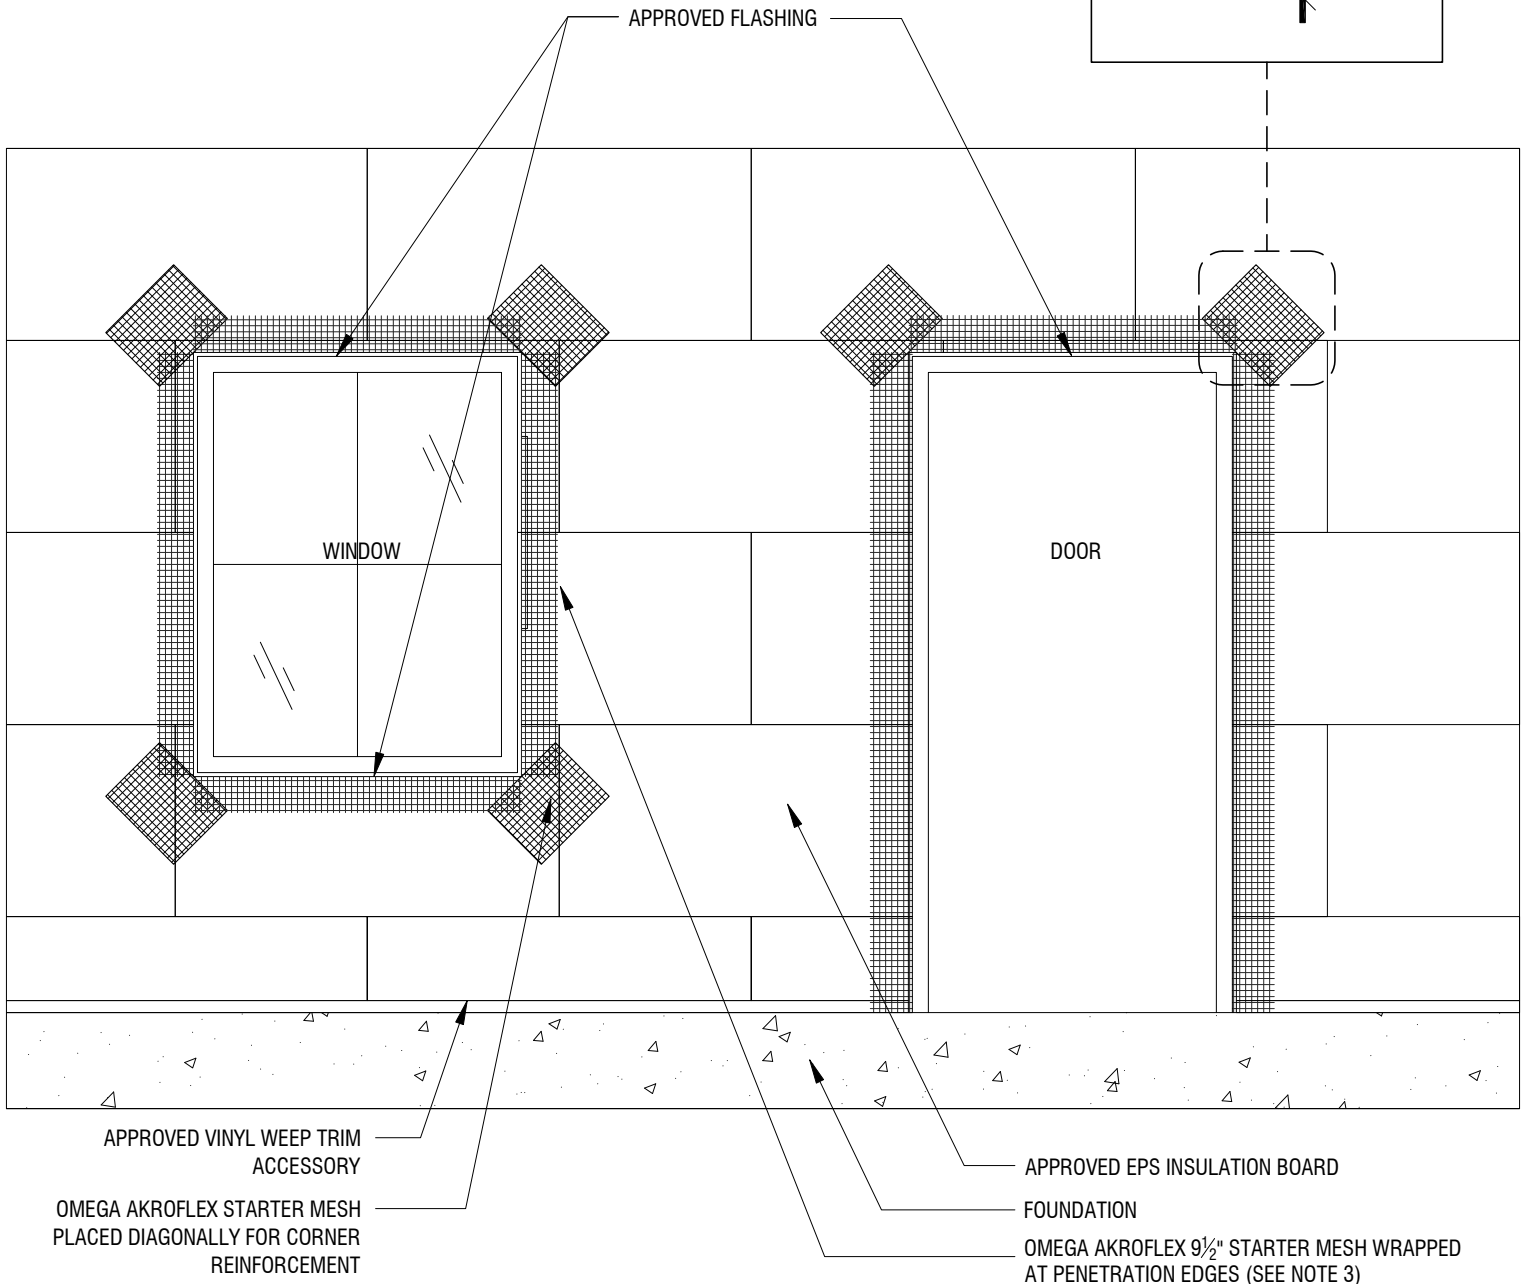 APPROVED FLASHING
WINDOW
DOOR
APPROVED VINYL WEEP TRIM
ACCESSORY
OMEGA AKROFLEX STARTER MESH
PLACED DIAGONALLY FOR CORNER
REINFORCEMENT
APPROVED EPS INSULATION BOARD
FOUNDATION
OMEGA AKROFLEX 9½" STARTER MESH WRAPPED
AT PENETRATION EDGES (SEE NOTE 3)